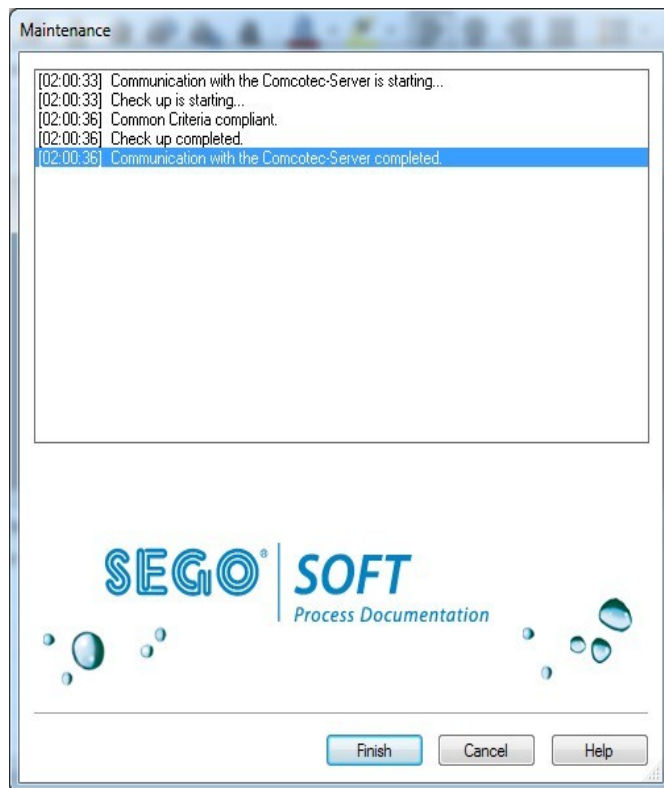 Maintenance
[02:00:33] Communication with the Comcotec-Server is starting...
[02:00:33] Check up is starting...
[02:00:36] Common Criteria compliant.
[02:00:36] Check up completed.
[02:00:36] Communication with the Comcotec-Server completed.
SEGO® SOFT
Process Documentation
Finish Cancel Help